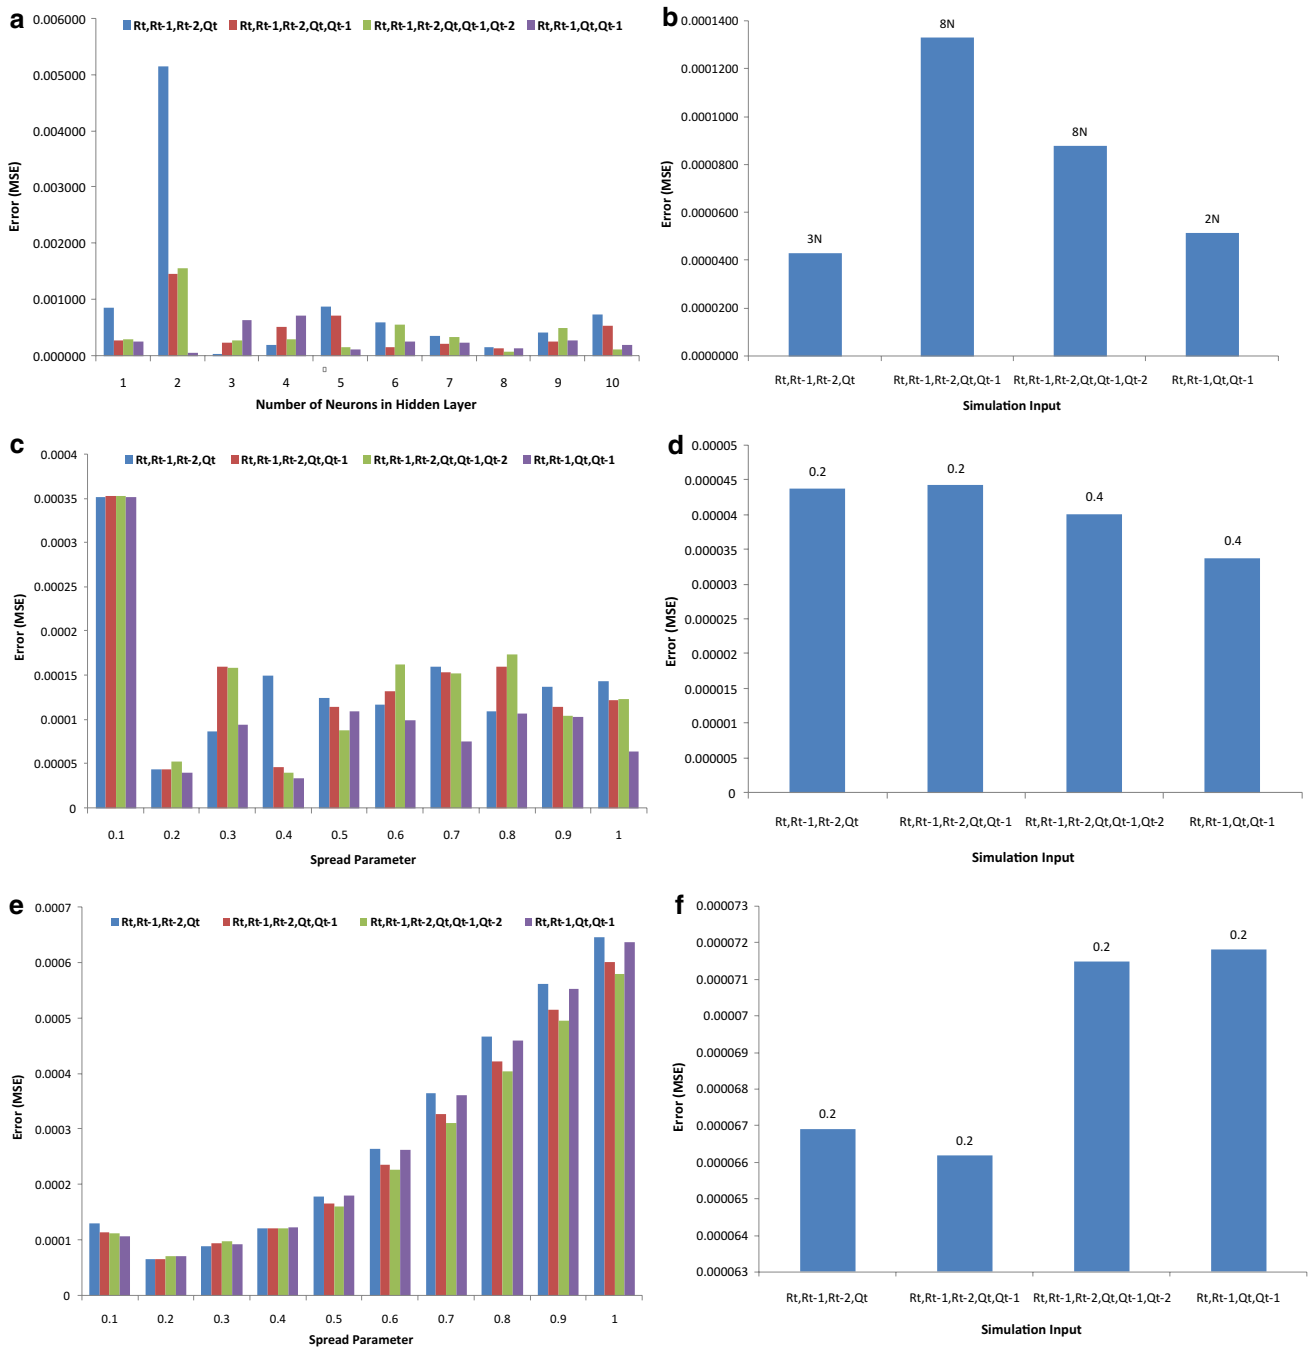 a
0.006000
0.005000
0.004000
0.003000
0.002000
0.001000
0.000000
Error (MSE)
Rt,Rt-1,Rt-2,Qt Rt,Rt-1,Rt-2,Qt,Qt-1 Rt,Rt-1,Rt-2,Qt,Qt-1,Qt-2 Rt,Rt-1,Qt,Qt-1
1 2 3 4 5 6 7 8 9 10
Number of Neurons in Hidden Layer
b
0.0001400
0.0001200
0.0001000
0.0000800
0.0000600
0.0000400
0.0000200
0.0000000
Error (MSE)
3N 8N 8N 2N
Rt,Rt-1,Rt-2,Qt Rt,Rt-1,Rt-2,Qt,Qt-1 Rt,Rt-1,Rt-2,Qt,Qt-1,Qt-2 Rt,Rt-1,Qt,Qt-1
Simulation Input
c
0.0004
0.00035
0.0003
0.00025
0.0002
0.00015
0.0001
0.00005
0
Error (MSE)
Rt,Rt-1,Rt-2,Qt Rt,Rt-1,Rt-2,Qt,Qt-1 Rt,Rt-1,Rt-2,Qt,Qt-1,Qt-2 Rt,Rt-1,Qt,Qt-1
0.1 0.2 0.3 0.4 0.5 0.6 0.7 0.8 0.9 1
Spread Parameter
d
0.00005
0.000045
0.00004
0.000035
0.00003
0.000025
0.00002
0.000015
0.00001
0.000005
0
Error (MSE)
0.2 0.2 0.4 0.4
Rt,Rt-1,Rt-2,Qt Rt,Rt-1,Rt-2,Qt,Qt-1 Rt,Rt-1,Rt-2,Qt,Qt-1,Qt-2 Rt,Rt-1,Qt,Qt-1
Simulation Input
e
0.0007
0.0006
0.0005
0.0004
0.0003
0.0002
0.0001
0
Error (MSE)
Rt,Rt-1,Rt-2,Qt Rt,Rt-1,Rt-2,Qt,Qt-1 Rt,Rt-1,Rt-2,Qt,Qt-1,Qt-2 Rt,Rt-1,Qt,Qt-1
0.1 0.2 0.3 0.4 0.5 0.6 0.7 0.8 0.9 1
Spread Parameter
f
0.000073
0.000072
0.000071
0.00007
0.000069
0.000068
0.000067
0.000066
0.000065
0.000064
0.000063
Error (MSE)
0.2 0.2 0.2 0.2
Rt,Rt-1,Rt-2,Qt Rt,Rt-1,Rt-2,Qt,Qt-1 Rt,Rt-1,Rt-2,Qt,Qt-1,Qt-2 Rt,Rt-1,Qt,Qt-1
Simulation Input